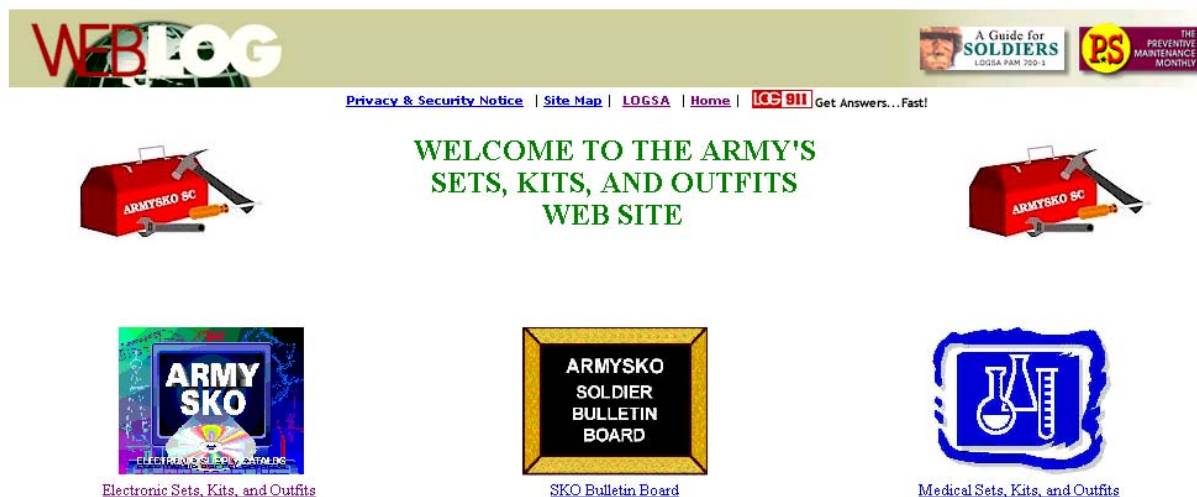 WEBLOG
A Guide for
SOLDIERS
LOGSA PAM 700-1
PS
THE
PREVENTIVE
MAINTENANCE
MONTHLY
Privacy & Security Notice | Site Map | LOGSA | Home | LOG 911 Get Answers...Fast!
ARMYSKO SC
WELCOME TO THE ARMY'S
SETS, KITS, AND OUTFITS
WEB SITE
ARMYSKO SC
ARMY
SKO
ELECTRONIC SUPPLY CATALOG
Electronic Sets, Kits, and Outfits
ARMYSKO
SOLDIER
BULLETIN
BOARD
SKO Bulletin Board
Medical Sets, Kits, and Outfits